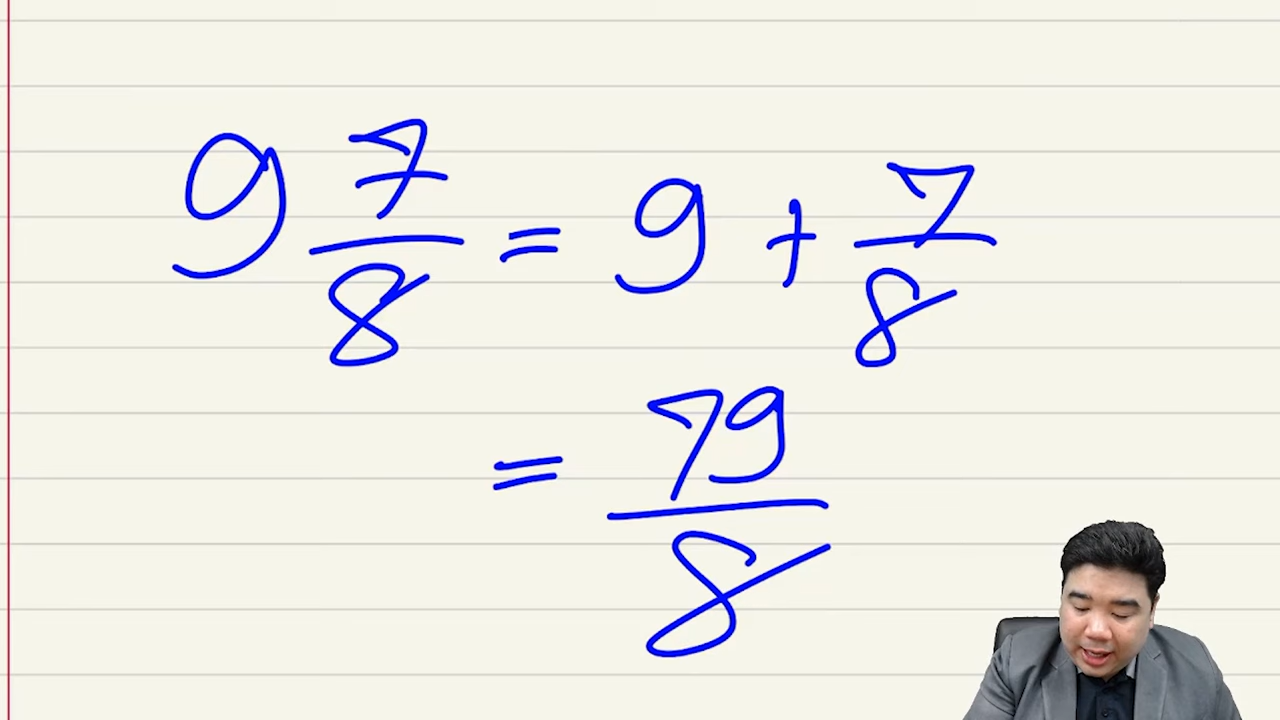 9 7/8 = 9 + 7/8
= 79/8